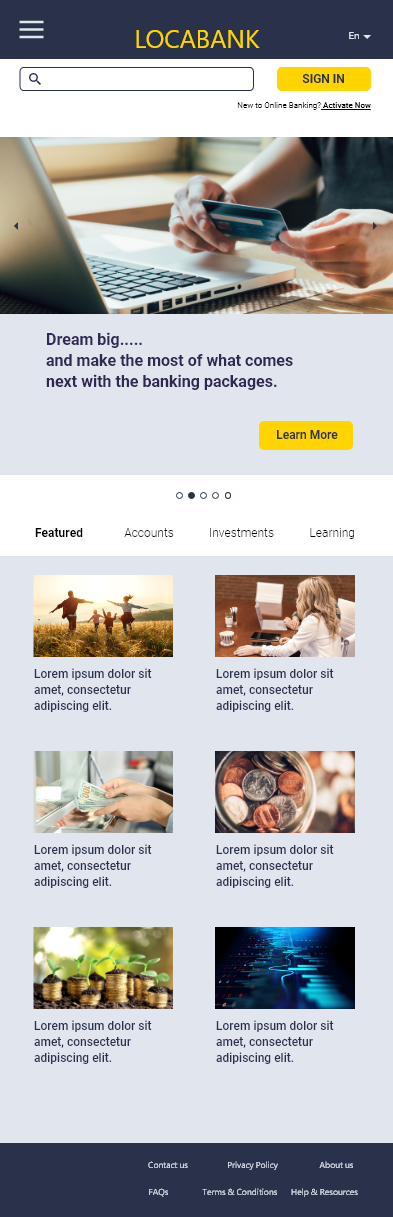 LOCABANK
En
SIGN IN
New to Online Banking? Activate Now
Dream big.....
and make the most of what comes
next with the banking packages.
Learn More
Featured Accounts Investments Learning
Lorem ipsum dolor sit
amet, consectetur
adipiscing elit.
Lorem ipsum dolor sit
amet, consectetur
adipiscing elit.
Lorem ipsum dolor sit
amet, consectetur
adipiscing elit.
Lorem ipsum dolor sit
amet, consectetur
adipiscing elit.
Lorem ipsum dolor sit
amet, consectetur
adipiscing elit.
Lorem ipsum dolor sit
amet, consectetur
adipiscing elit.
Contact us Privacy Policy About us
FAQs Terms & Conditions Help & Resources